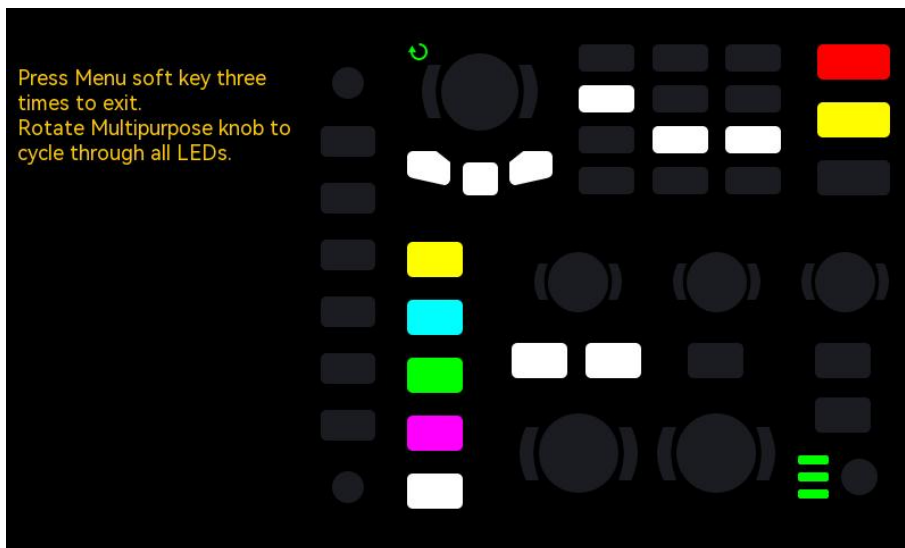 Press Menu soft key three
times to exit.
Rotate Multipurpose knob to
cycle through all LEDs.